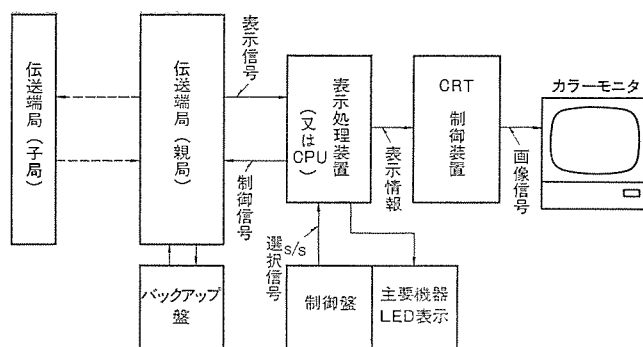 伝送端局(子局)
伝送端局(親局)
表示信号
制御信号
表示処理装置
(又はCPU)
表示情報
CRT
制御装置
画像信号
カラーモニタ
バックアップ
盤
選択信号
S/S
制御盤
主要機器
LED表示